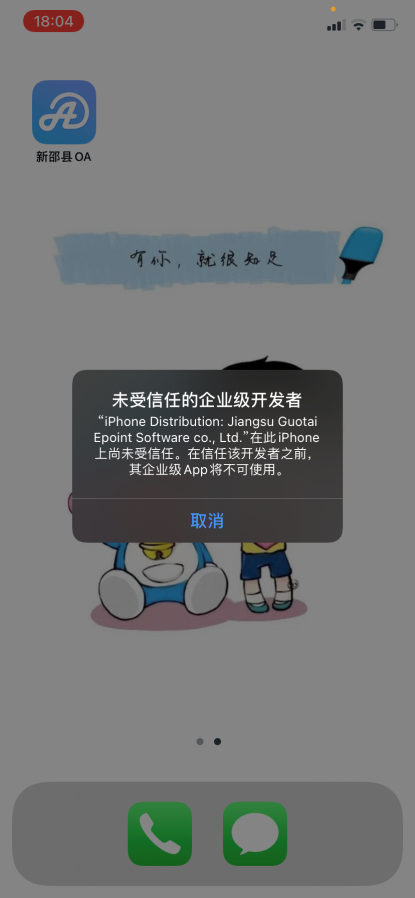 18:04
新邵县OA
有你，就很知足
未受信任的企业级开发者
“iPhone Distribution: Jiangsu Guotai
Epoint Software co., Ltd.”在此iPhone
上尚未受信任。在信任该开发者之前，
其企业级App将不可使用。
取消